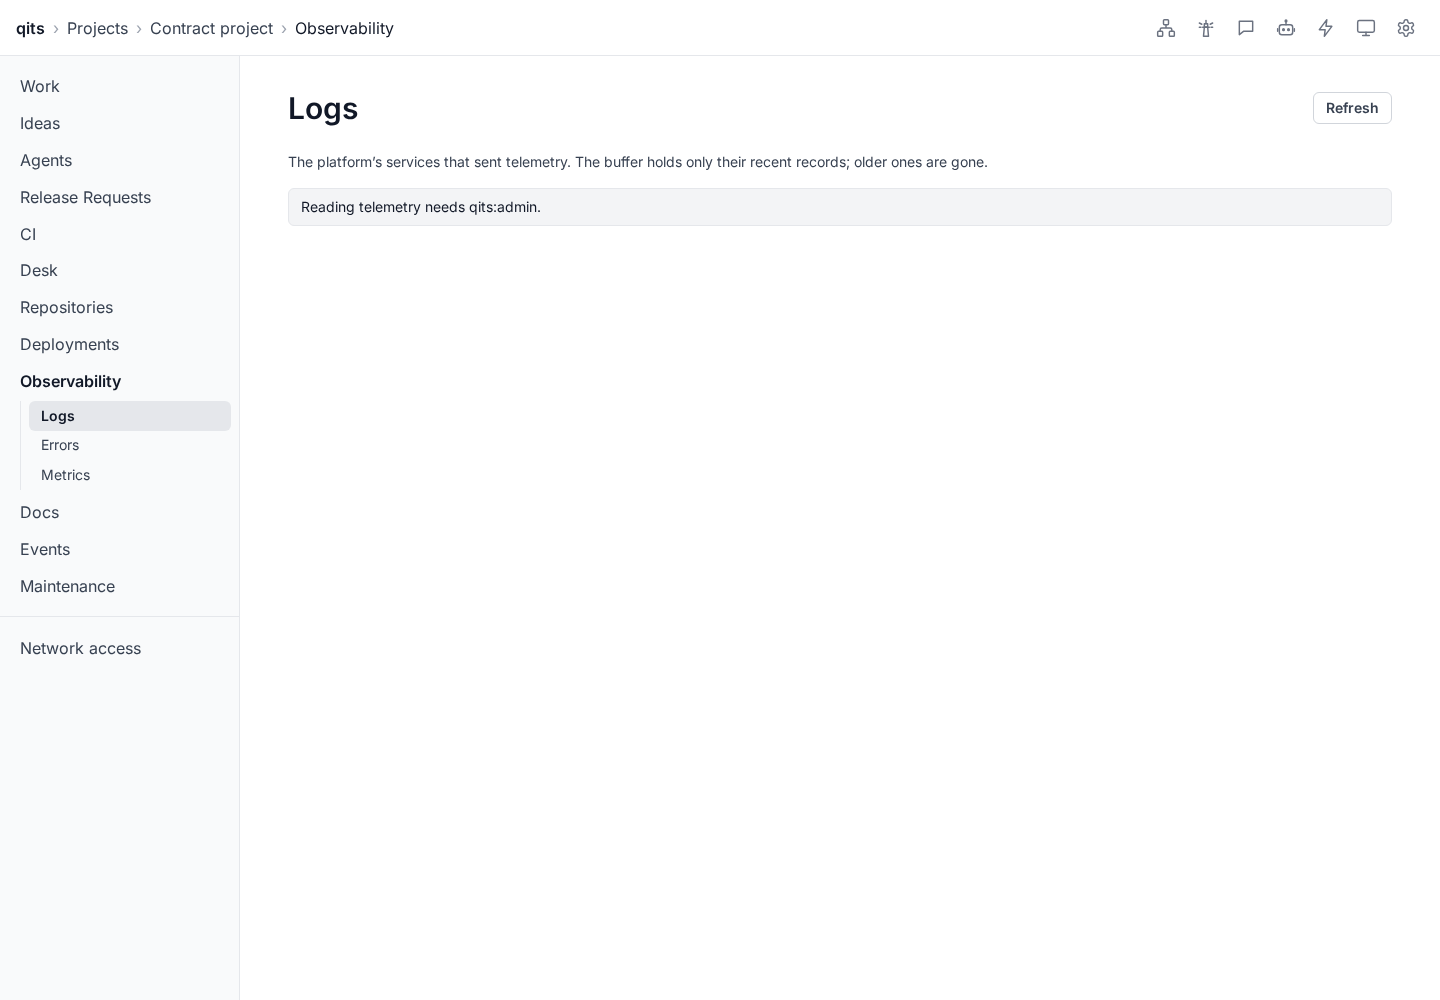 qits › Projects › Contract project › Observability
Work
Ideas
Agents
Release Requests
CI
Desk
Repositories
Deployments
Observability
Logs
Errors
Metrics
Docs
Events
Maintenance
Network access
Logs
Refresh
The platform’s services that sent telemetry. The buffer holds only their recent records; older ones are gone.
Reading telemetry needs qits:admin.